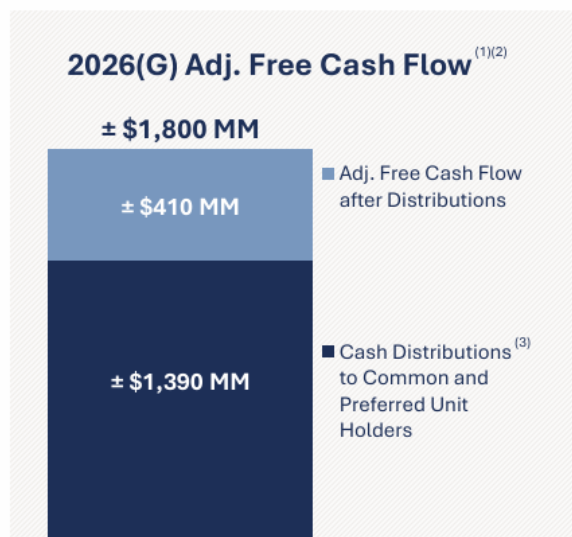 2026(G) Adj. Free Cash Flow (1)(2)
± $1,800 MM
± $410 MM
Adj. Free Cash Flow
after Distributions
± $1,390 MM
Cash Distributions (3)
to Common and
Preferred Unit
Holders